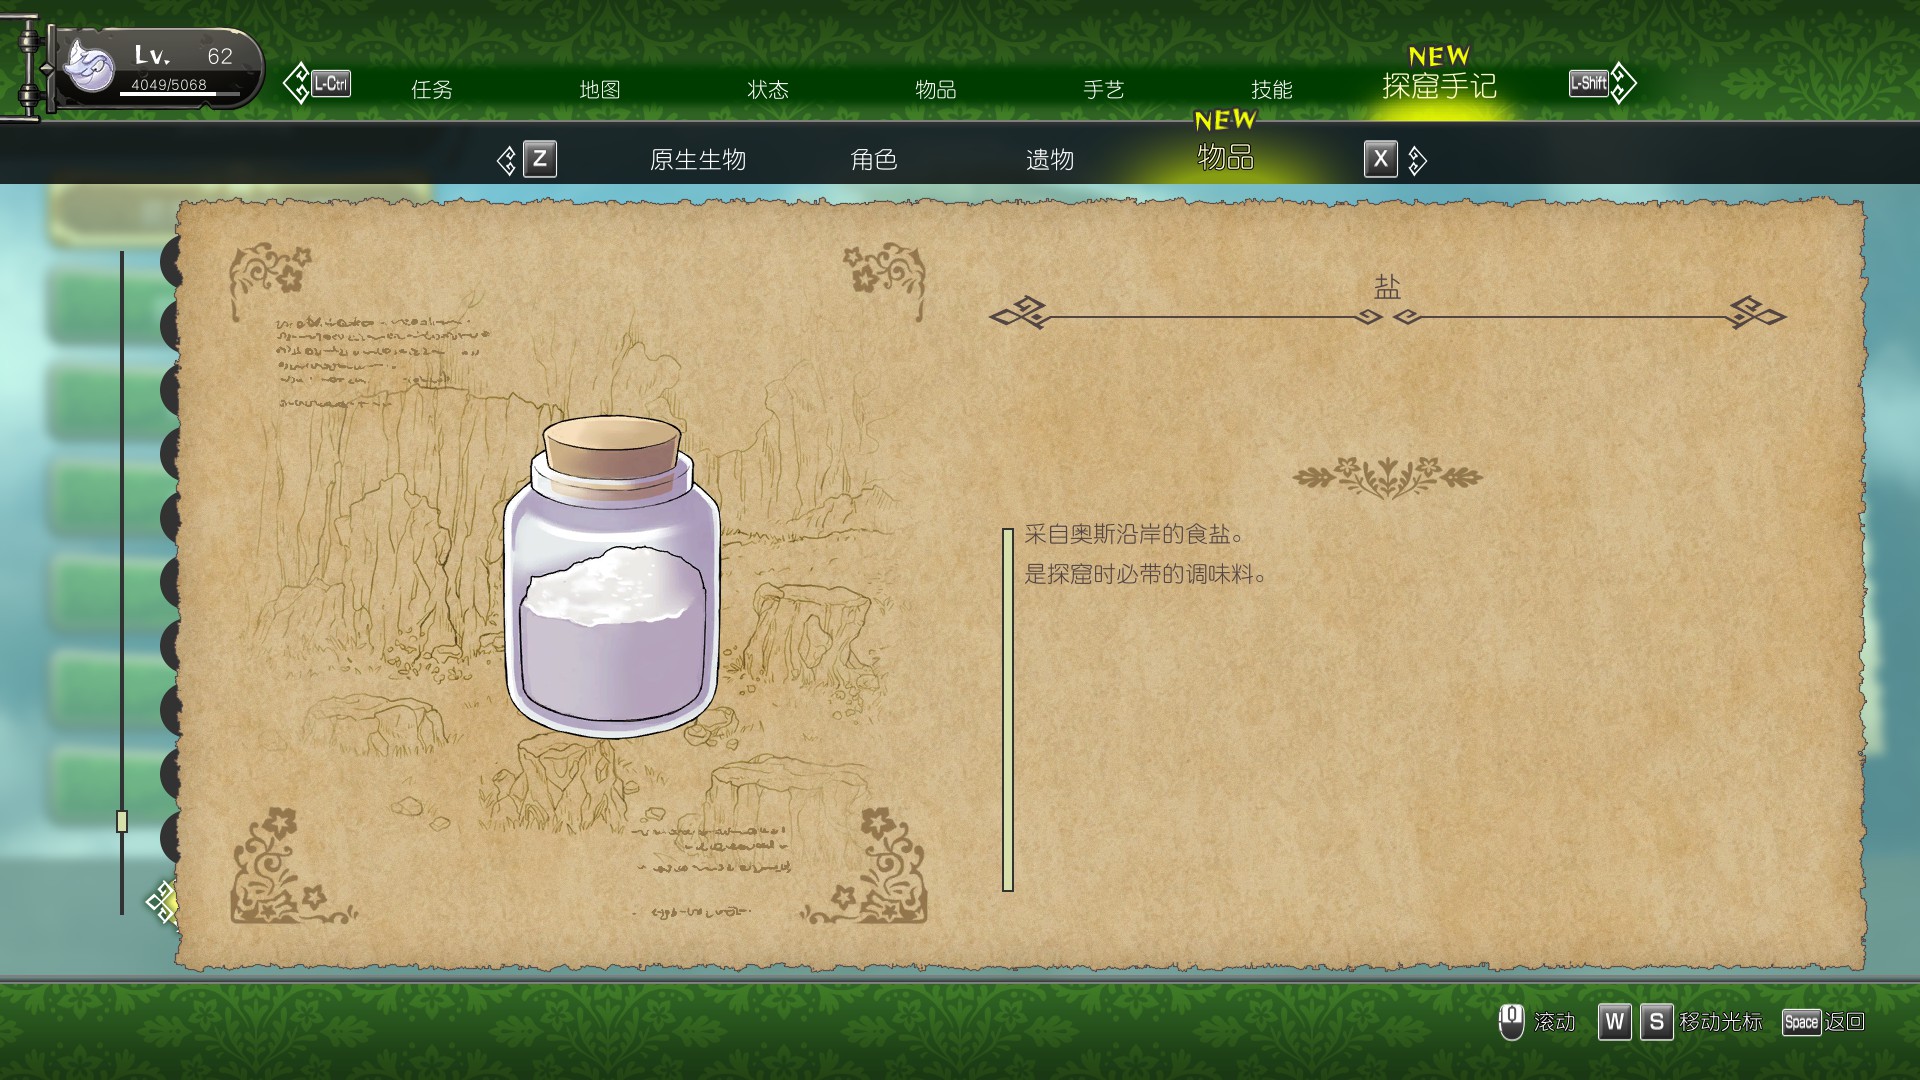 Lv. 62
4049/5068
L-Ctrl
任务
地图
状态
物品
手艺
技能
NEW
探窟手记
L-Shift
Z
原生生物
角色
遗物
NEW
物品
X
盐
采自奥斯沿岸的食盐。
是探窟时必带的调味料。
滚动
W S 移动光标
Space 返回